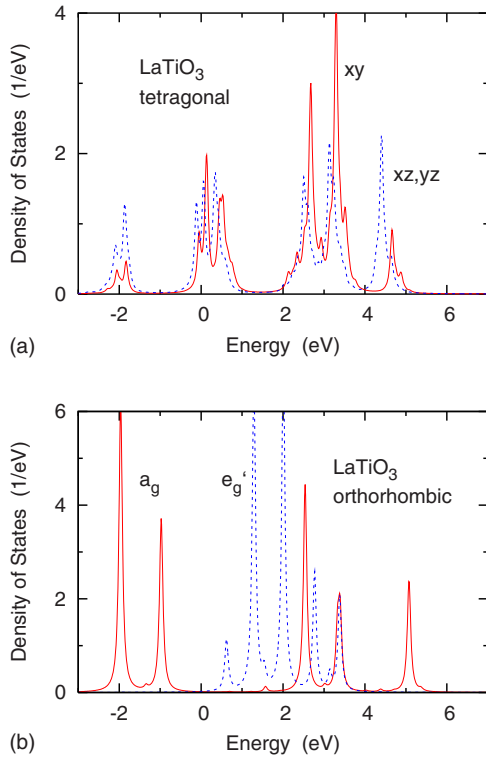 4
LaTiO3
xy
tetragonal
xz,yz
2
0
-2 0 2 4 6
Density of States (1/eV)
(a) Energy (eV)
6
ag eg‘ LaTiO3
orthorhombic
4
2
0
-2 0 2 4 6
Density of States (1/eV)
(b) Energy (eV)